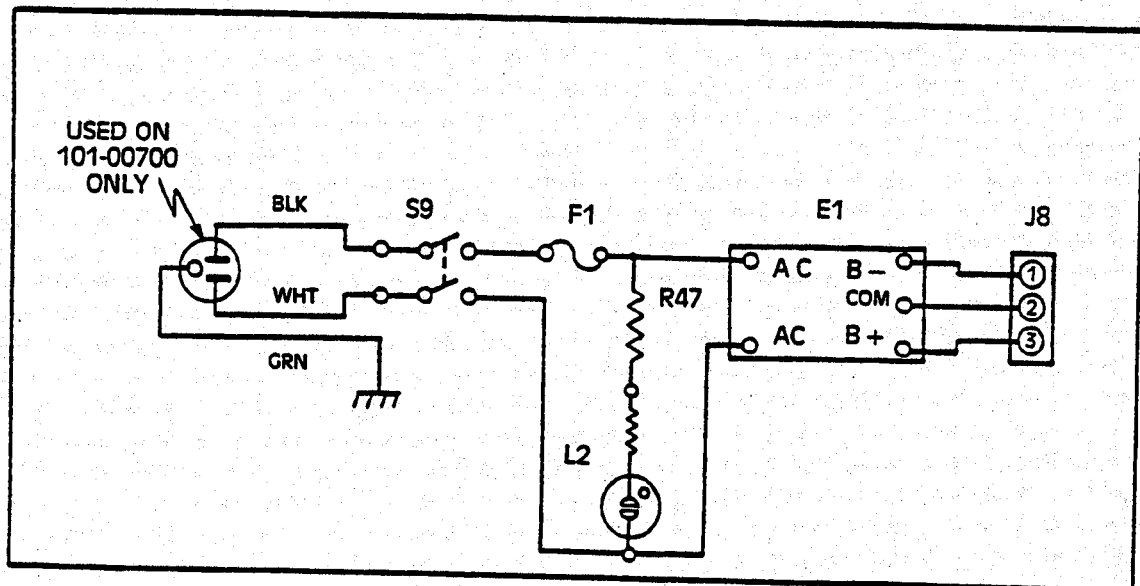 USED ON
101-00700
ONLY
BLK
S9
F1
E1
J8
AC
B-
1
COM
2
R47
WHT
AC
B+
3
GRN
L2